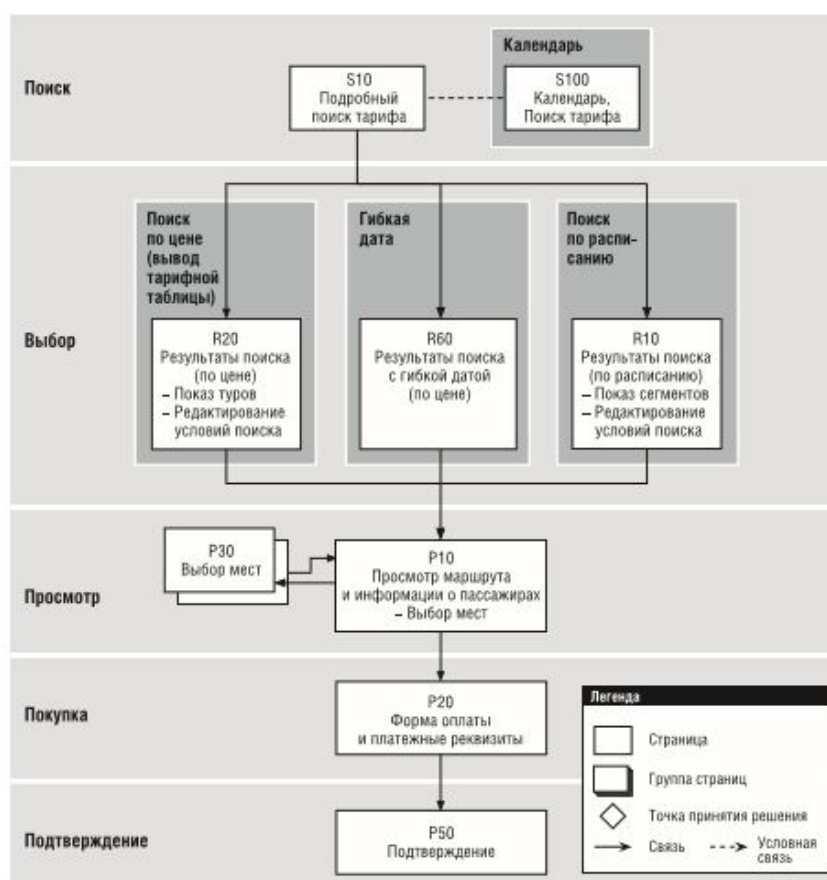 Поиск
S10
Подробный
поиск тарифа
Календарь
S100
Календарь,
Поиск тарифа
Выбор
Поиск
по цене
(вывод
тарифной
таблицы)
R20
Результаты поиска
(по цене)
– Показ туров
– Редактирование
условий поиска
Гибкая
дата
R60
Результаты поиска
с гибкой датой
(по цене)
Поиск
по распи-
санию
R10
Результаты поиска
(по расписанию)
– Показ сегментов
– Редактирование
условий поиска
Просмотр
P30
Выбор мест
P10
Просмотр маршрута
и информации о пассажирах
– Выбор мест
Покупка
P20
Форма оплаты
и платежные реквизиты
Подтверждение
P50
Подтверждение
Легенда
Страница
Группа страниц
Точка принятия решения
Связь
Условная
связь